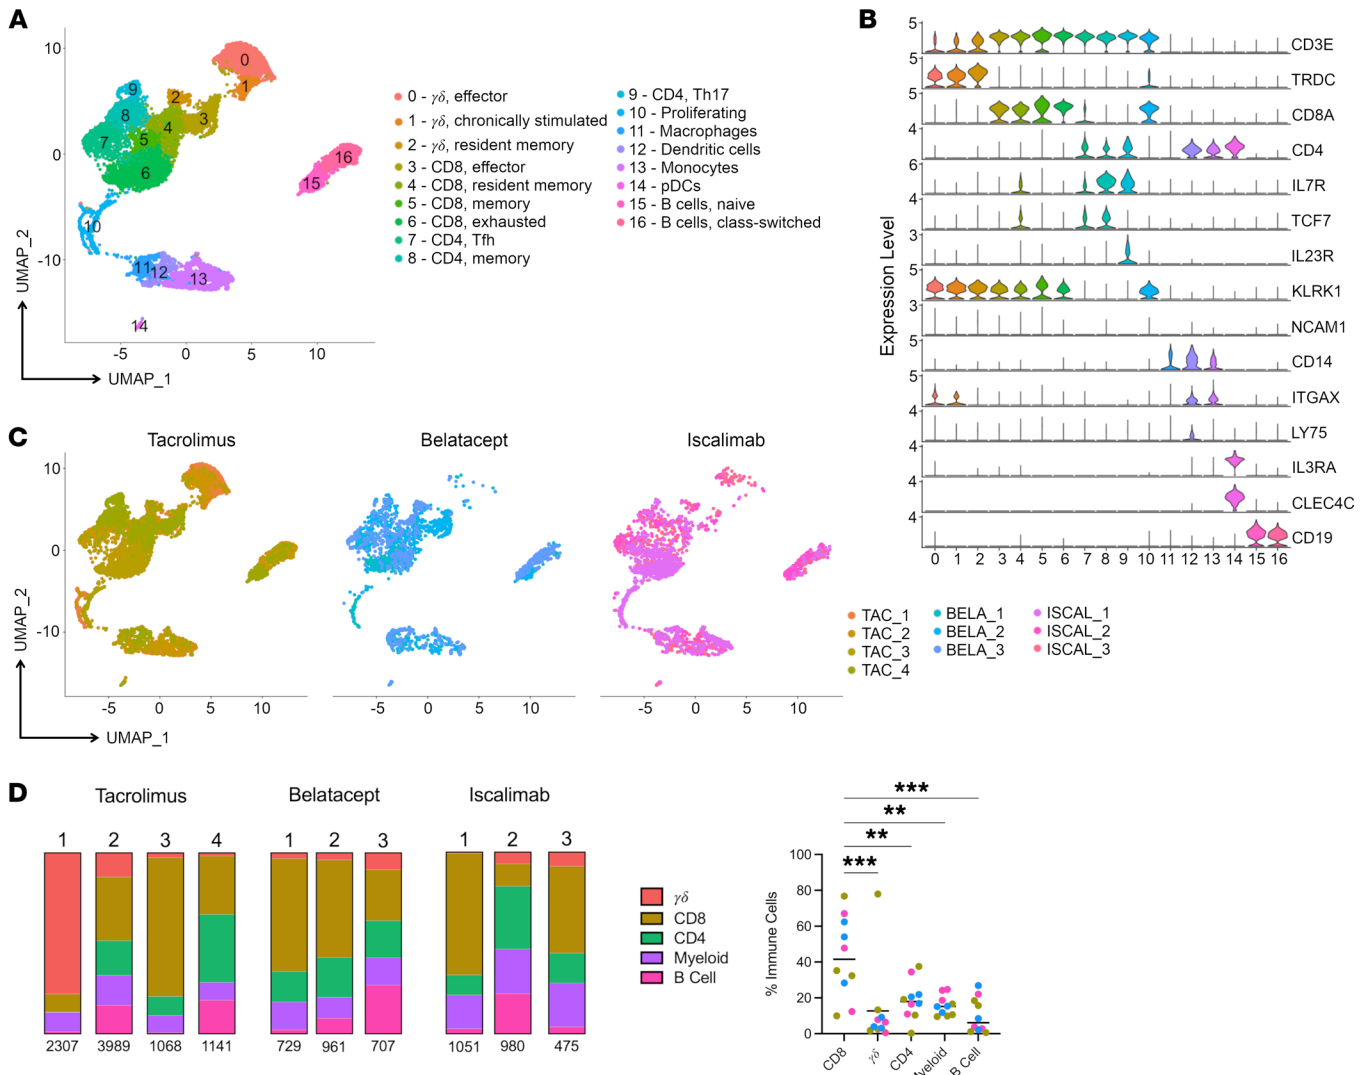 A
10
0
-10
-5
0
5
10
UMAP_1
UMAP_2
0
1
2
3
4
5
6
7
8
9
10
11
12
13
14
15
16
0 - γδ, effector
1 - γδ, chronically stimulated
2 - γδ, resident memory
3 - CD8, effector
4 - CD8, resident memory
5 - CD8, memory
6 - CD8, exhausted
7 - CD4, Tfh
8 - CD4, memory
9 - CD4, Th17
10 - Proliferating
11 - Macrophages
12 - Dendritic cells
13 - Monocytes
14 - pDCs
15 - B cells, naive
16 - B cells, class-switched
B
Expression Level
5 CD3E
5 TRDC
5 CD8A
4 CD4
6 IL7R
4 TCF7
3 IL23R
5 KLRK1
3 NCAM1
5 CD14
5 ITGAX
4 LY75
4 IL3RA
4 CLEC4C
4 CD19
0 1 2 3 4 5 6 7 8 9 10 11 12 13 14 15 16
C
Tacrolimus Belatacept Iscalimab
10
0
-10
-5 0 5 10 -5 0 5 10 -5 0 5 10
UMAP_1
UMAP_2
TAC_1
TAC_2
TAC_3
TAC_4
BELA_1
BELA_2
BELA_3
ISCAL_1
ISCAL_2
ISCAL_3
D
Tacrolimus Belatacept Iscalimab
1 2 3 4 1 2 3 1 2 3
2307 3989 1068 1141 729 961 707 1051 980 475
γδ
CD8
CD4
Myeloid
B Cell
***
**
**
***
% Immune Cells
100
80
60
40
20
0
CD8 γδ CD4 Myeloid B Cell